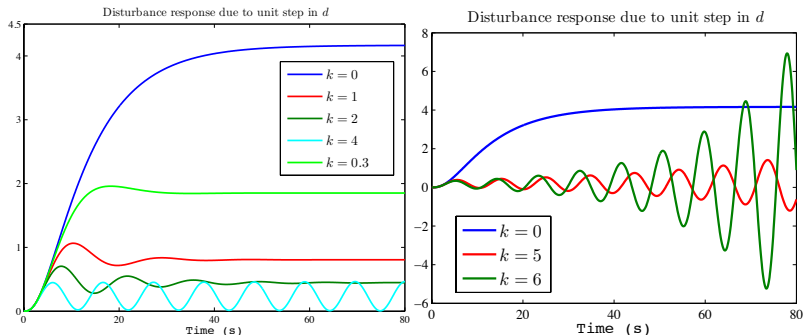 Disturbance response due to unit step in d
4.5
4
3
2
1
0
0
20
40
60
80
Time (s)
k = 0
k = 1
k = 2
k = 4
k = 0.3
Disturbance response due to unit step in d
8
6
4
2
0
−2
−4
−6
0
20
40
60
80
Time (s)
k = 0
k = 5
k = 6